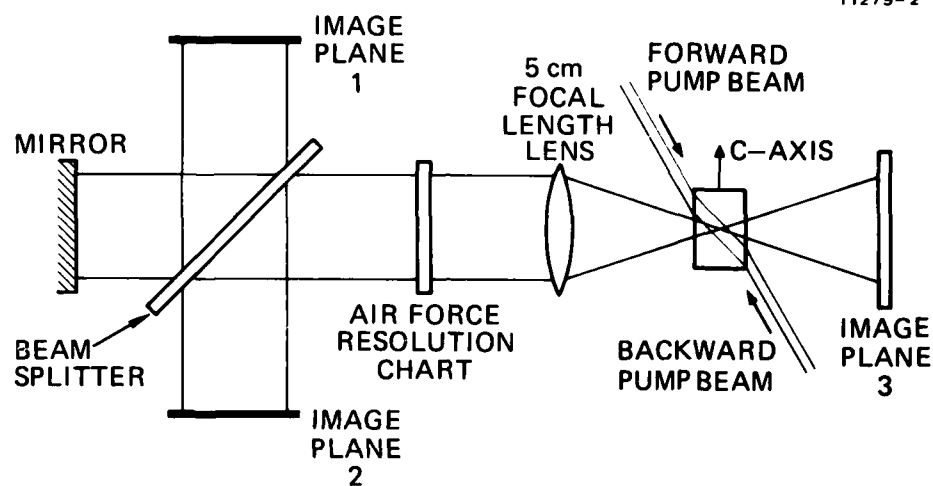 IMAGE
PLANE
1
FORWARD
PUMP BEAM
5 cm
FOCAL
LENGTH
LENS
MIRROR
C-AXIS
BEAM
SPLITTER
AIR FORCE
RESOLUTION
CHART
BACKWARD
PUMP BEAM
IMAGE
PLANE
3
IMAGE
PLANE
2